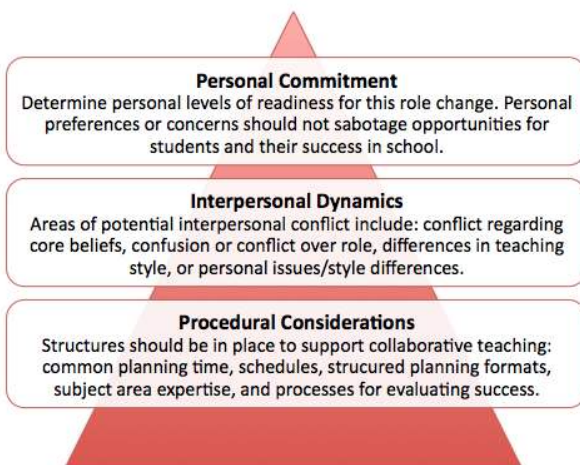 Personal Commitment
Determine personal levels of readiness for this role change. Personal
preferences or concerns should not sabotage opportunities for
students and their success in school.
Interpersonal Dynamics
Areas of potential interpersonal conflict include: conflict regarding
core beliefs, confusion or conflict over role, differences in teaching
style, or personal issues/style differences.
Procedural Considerations
Structures should be in place to support collaborative teaching:
common planning time, schedules, strucured planning formats,
subject area expertise, and processes for evaluating success.